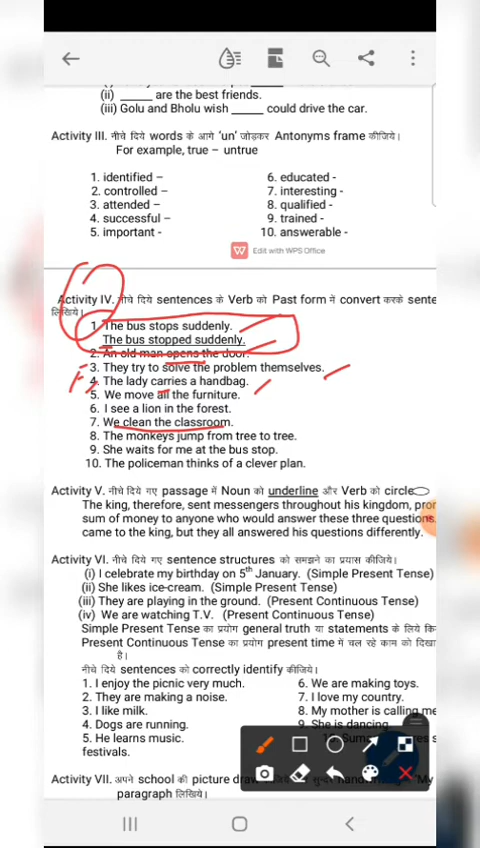 (ii) _____ are the best friends.
(iii) Golu and Bholu wish _____ could drive the car.
Activity III. नीचे दिये words के आगे 'un' जोड़कर Antonyms frame कीजिये।
For example, true – untrue
1. identified –
2. controlled –
3. attended –
4. successful –
5. important -
6. educated -
7. interesting -
8. qualified -
9. trained -
10. answerable -
Edit with WPS Office
Activity IV. नीचे दिये sentences के Verb को Past form में convert करके sente
लिखिये।
1. The bus stops suddenly.
The bus stopped suddenly.
2. An old man opens the door.
3. They try to solve the problem themselves.
4. The lady carries a handbag.
5. We move all the furniture.
6. I see a lion in the forest.
7. We clean the classroom.
8. The monkeys jump from tree to tree.
9. She waits for me at the bus stop.
10. The policeman thinks of a clever plan.
Activity V. नीचे दिये गए passage में Noun को underline और Verb को circle
The king, therefore, sent messengers throughout his kingdom, pror
sum of money to anyone who would answer these three questions
came to the king, but they all answered his questions differently.
Activity VI. नीचे दिये गए sentence structures को समझने का प्रयास कीजिये।
(i) I celebrate my birthday on 5th January. (Simple Present Tense)
(ii) She likes ice-cream. (Simple Present Tense)
(iii) They are playing in the ground. (Present Continuous Tense)
(iv) We are watching T.V. (Present Continuous Tense)
Simple Present Tense का प्रयोग general truth या statements के लिये कि
Present Continuous Tense का प्रयोग present time में चल रहे काम को दिखा
है।
नीचे दिये sentences को correctly identify कीजिये।
1. I enjoy the picnic very much.
2. They are making a noise.
3. I like milk.
4. Dogs are running.
5. He learns music.
6. We are making toys.
7. I love my country.
8. My mother is calling me
9. She is dancing
festivals.
Activity VII. अपने school की picture
paragraph लिखिये।